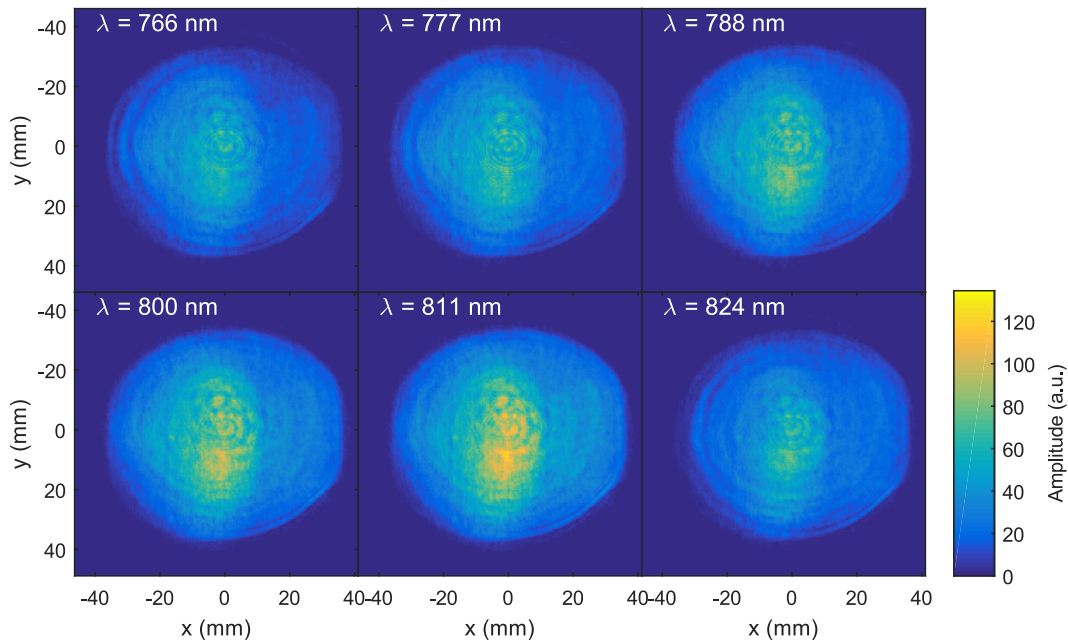 λ = 766 nm
λ = 777 nm
λ = 788 nm
-40
-20
0
20
40
y (mm)
λ = 800 nm
λ = 811 nm
λ = 824 nm
-40
-20
0
20
40
y (mm)
-40 -20 0 20 40
-40 -20 0 20 40
-40 -20 0 20 40
x (mm) x (mm) x (mm)
120
100
80
60
40
20
0
Amplitude (a.u.)